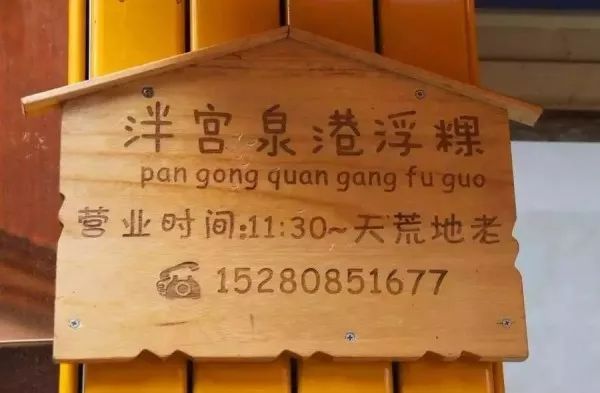 泮宫泉港浮粿
pan gong quan gang fu guo
营业时间:11:30~天荒地老
15280851677